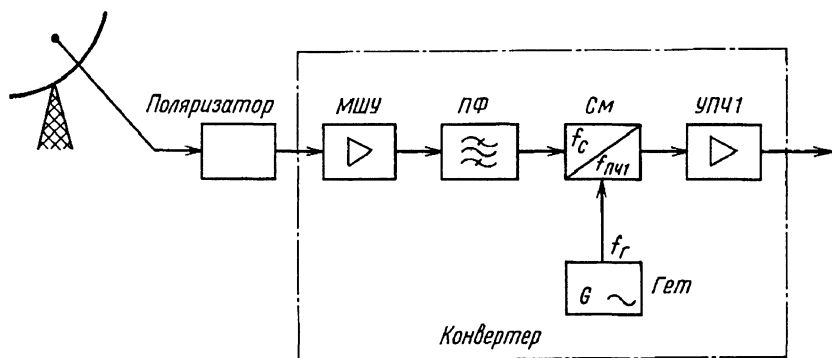 Поляризатор
МШУ
ПФ
См
УПЧ1
fс
fПЧ1
fг
G
Гет
Конвертер